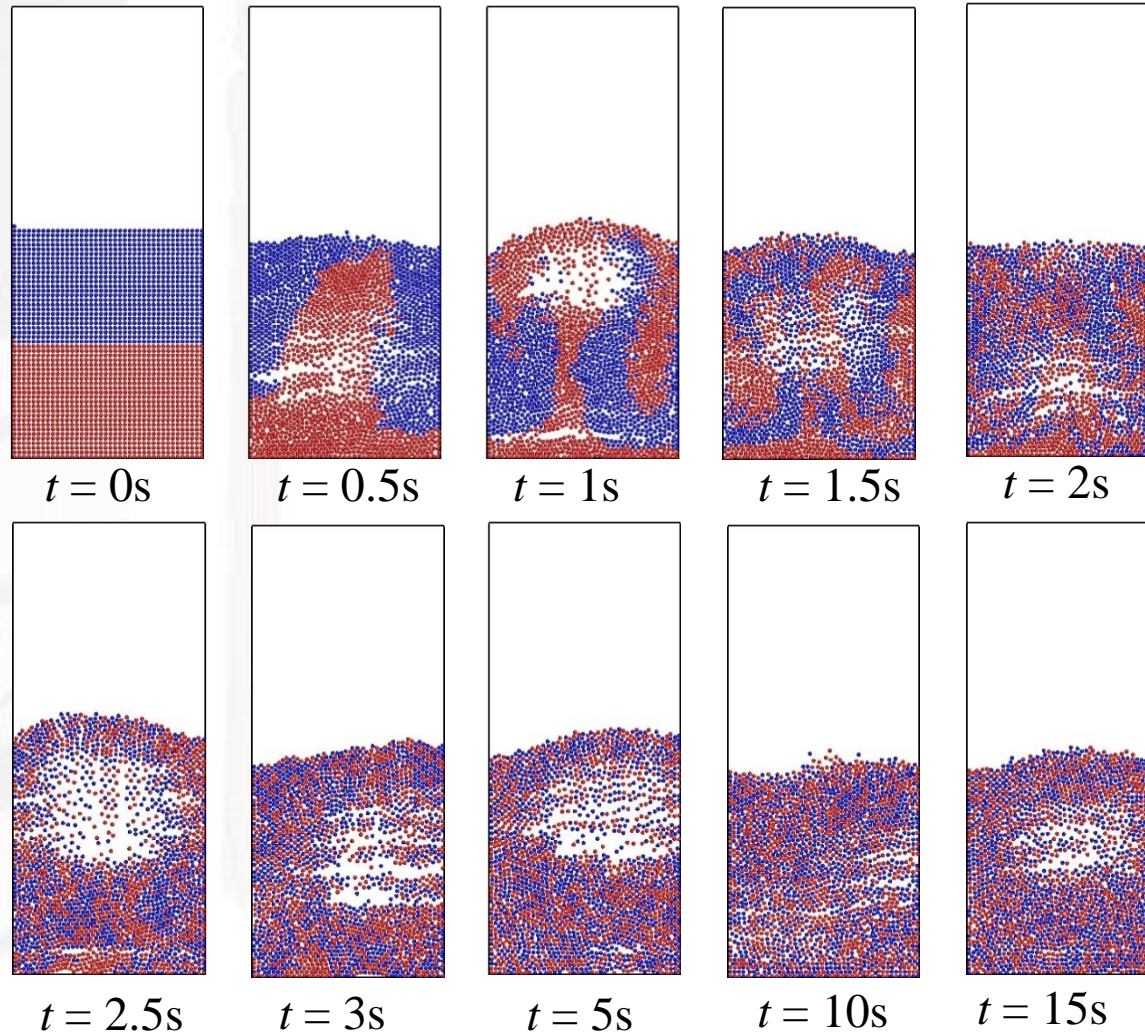 t = 0s
t = 0.5s
t = 1s
t = 1.5s
t = 2s
t = 2.5s
t = 3s
t = 5s
t = 10s
t = 15s